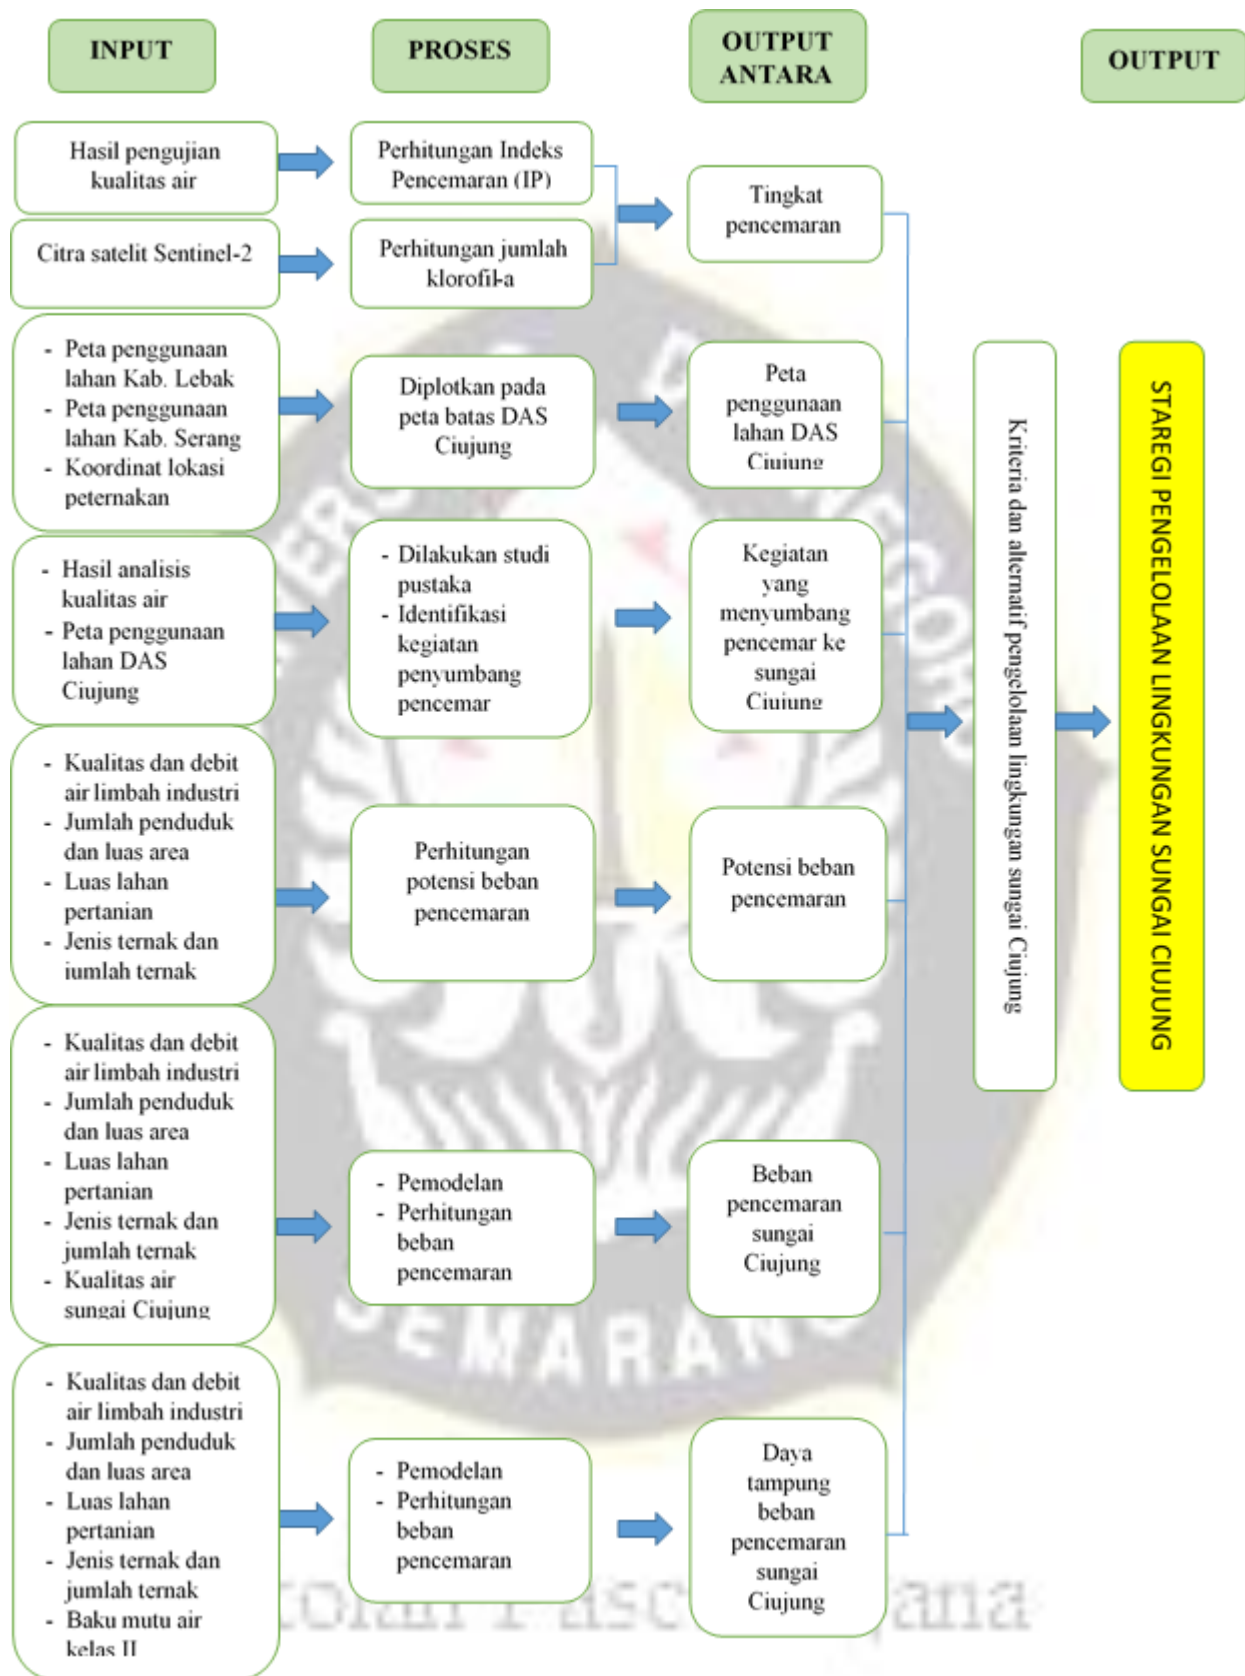 INPUT
PROSES
OUTPUT
ANTARA
OUTPUT
Hasil pengujian
kualitas air
Perhitungan Indeks
Pencemaran (IP)
Tingkat
pencemaran
Citra satelit Sentinel-2
Perhitungan jumlah
klorofil-a
- Peta penggunaan
lahan Kab. Lebak
- Peta penggunaan
lahan Kab. Serang
- Koordinat lokasi
peternakan
Diplotkan pada
peta batas DAS
Ciujung
Peta
penggunaan
lahan DAS
Ciujung
- Hasil analisis
kualitas air
- Peta penggunaan
lahan DAS
Ciujung
- Dilakukan studi
pustaka
- Identifikasi
kegiatan
penyumbang
pencemar
Kegiatan
yang
menyumbang
pencemar ke
sungai
Ciujung
- Kualitas dan debit
air limbah industri
- Jumlah penduduk
dan luas area
- Luas lahan
pertanian
- Jenis ternak dan
jumlah ternak
Perhitungan
potensi beban
pencemaran
Potensi beban
pencemaran
- Kualitas dan debit
air limbah industri
- Jumlah penduduk
dan luas area
- Luas lahan
pertanian
- Jenis ternak dan
jumlah ternak
- Kualitas air
sungai Ciujung
- Pemodelan
- Perhitungan
beban
pencemaran
Beban
pencemaran
sungai
Ciujung
- Kualitas dan debit
air limbah industri
- Jumlah penduduk
dan luas area
- Luas lahan
pertanian
- Jenis ternak dan
jumlah ternak
- Baku mutu air
kelas II
- Pemodelan
- Perhitungan
beban
pencemaran
Daya
tampung
beban
pencemaran
sungai
Ciujung
Kriteria dan alternatif pengelolaan lingkungan sungai Ciujung
STAREGI PENGELOLAAN LINGKUNGAN SUNGAI CIUJUNG
SEMARANG